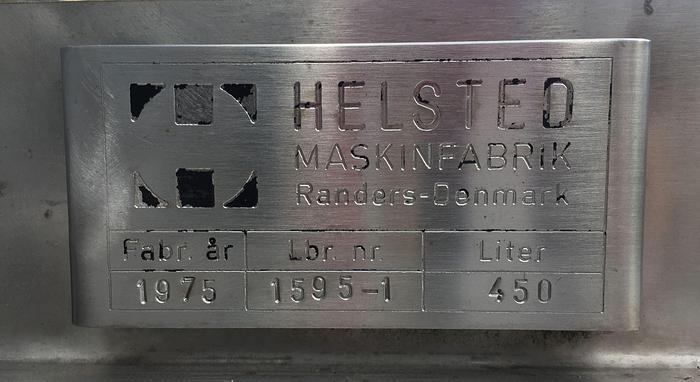 HELSTED
MASKINFABRIK
Randers-Denmark
Fabr. år Lbr. nr. Liter
1975 1595-1 450